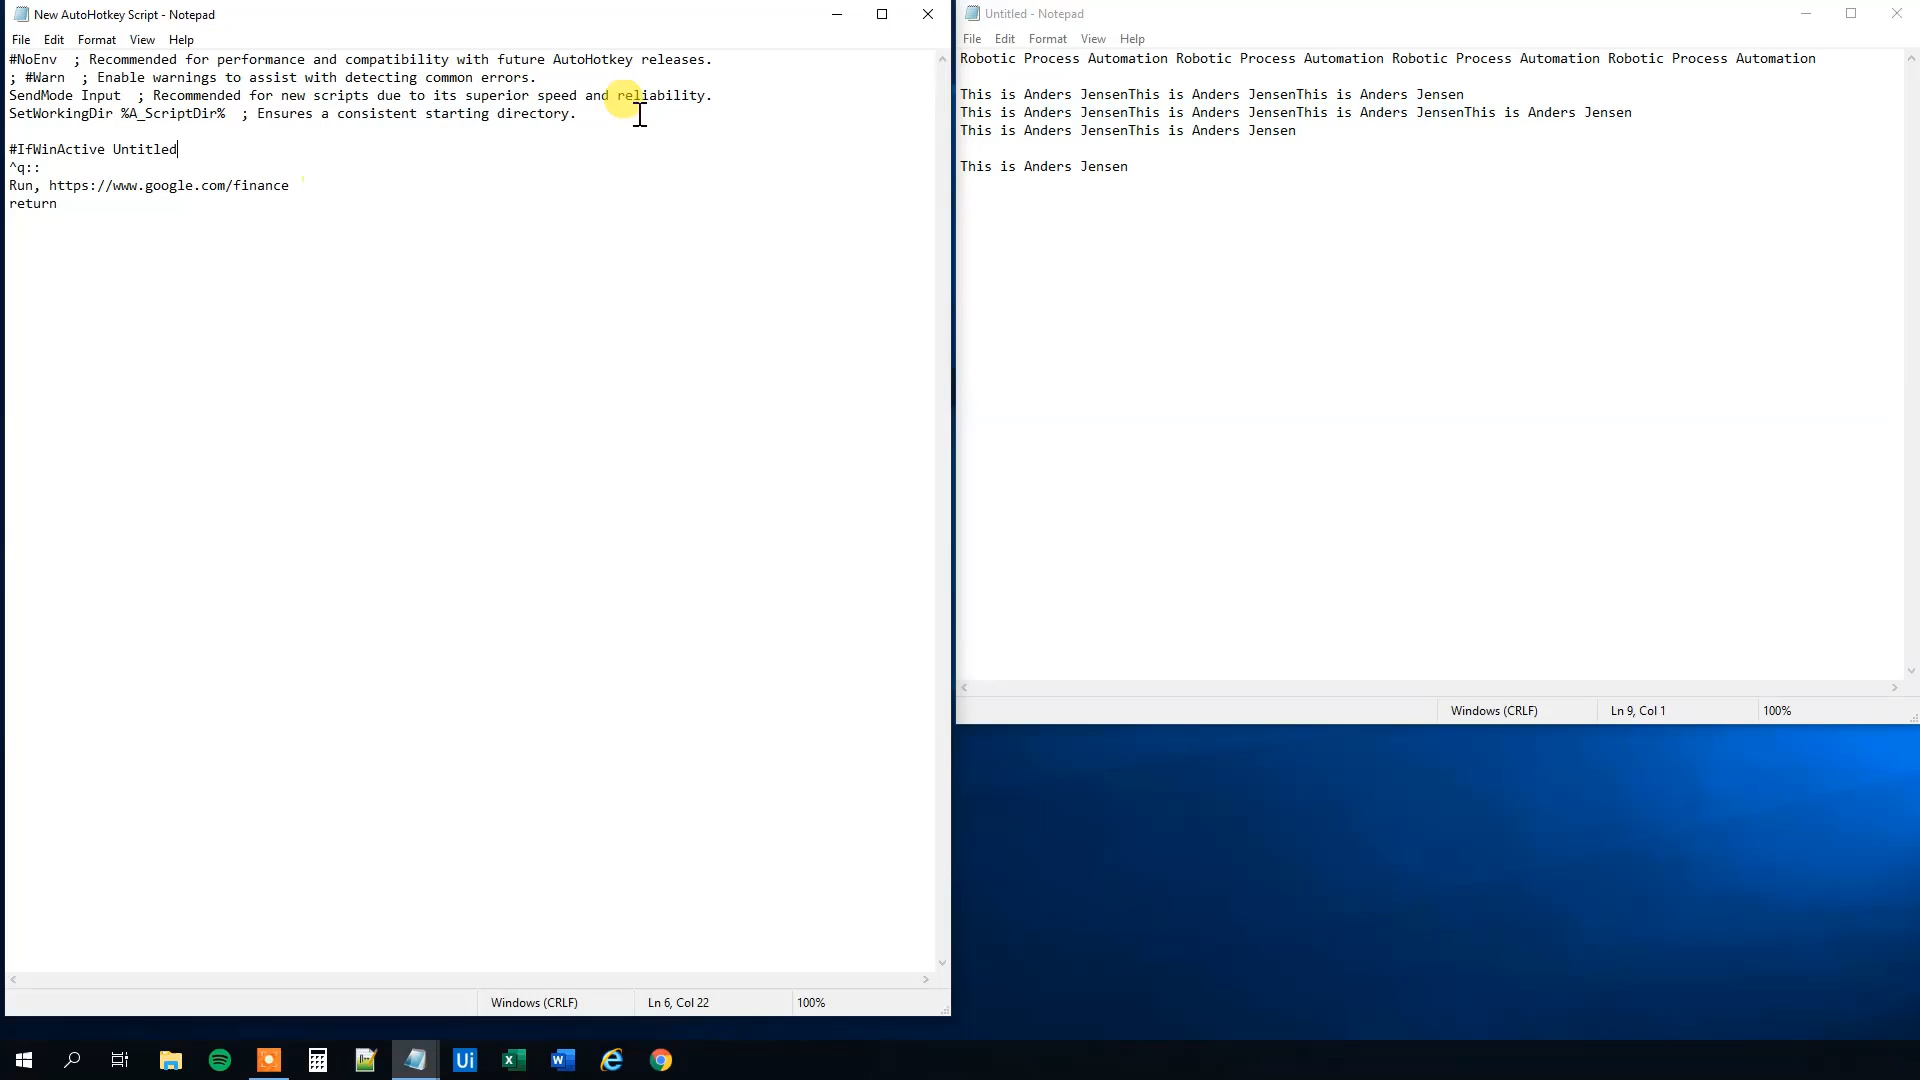 New AutoHotkey Script - Notepad
File Edit Format View Help
#NoEnv  ; Recommended for performance and compatibility with future AutoHotkey releases.
; #Warn  ; Enable warnings to assist with detecting common errors.
SendMode Input  ; Recommended for new scripts due to its superior speed and reliability.
SetWorkingDir %A_ScriptDir%  ; Ensures a consistent starting directory.
#IfWinActive Untitled
^q::
Run, https://www.google.com/finance
return
Windows (CRLF) Ln 6, Col 22 100%
Untitled - Notepad
File Edit Format View Help
Robotic Process Automation Robotic Process Automation Robotic Process Automation Robotic Process Automation
This is Anders JensenThis is Anders JensenThis is Anders Jensen
This is Anders JensenThis is Anders JensenThis is Anders JensenThis is Anders Jensen
This is Anders JensenThis is Anders Jensen
This is Anders Jensen
Windows (CRLF) Ln 9, Col 1 100%
Ui